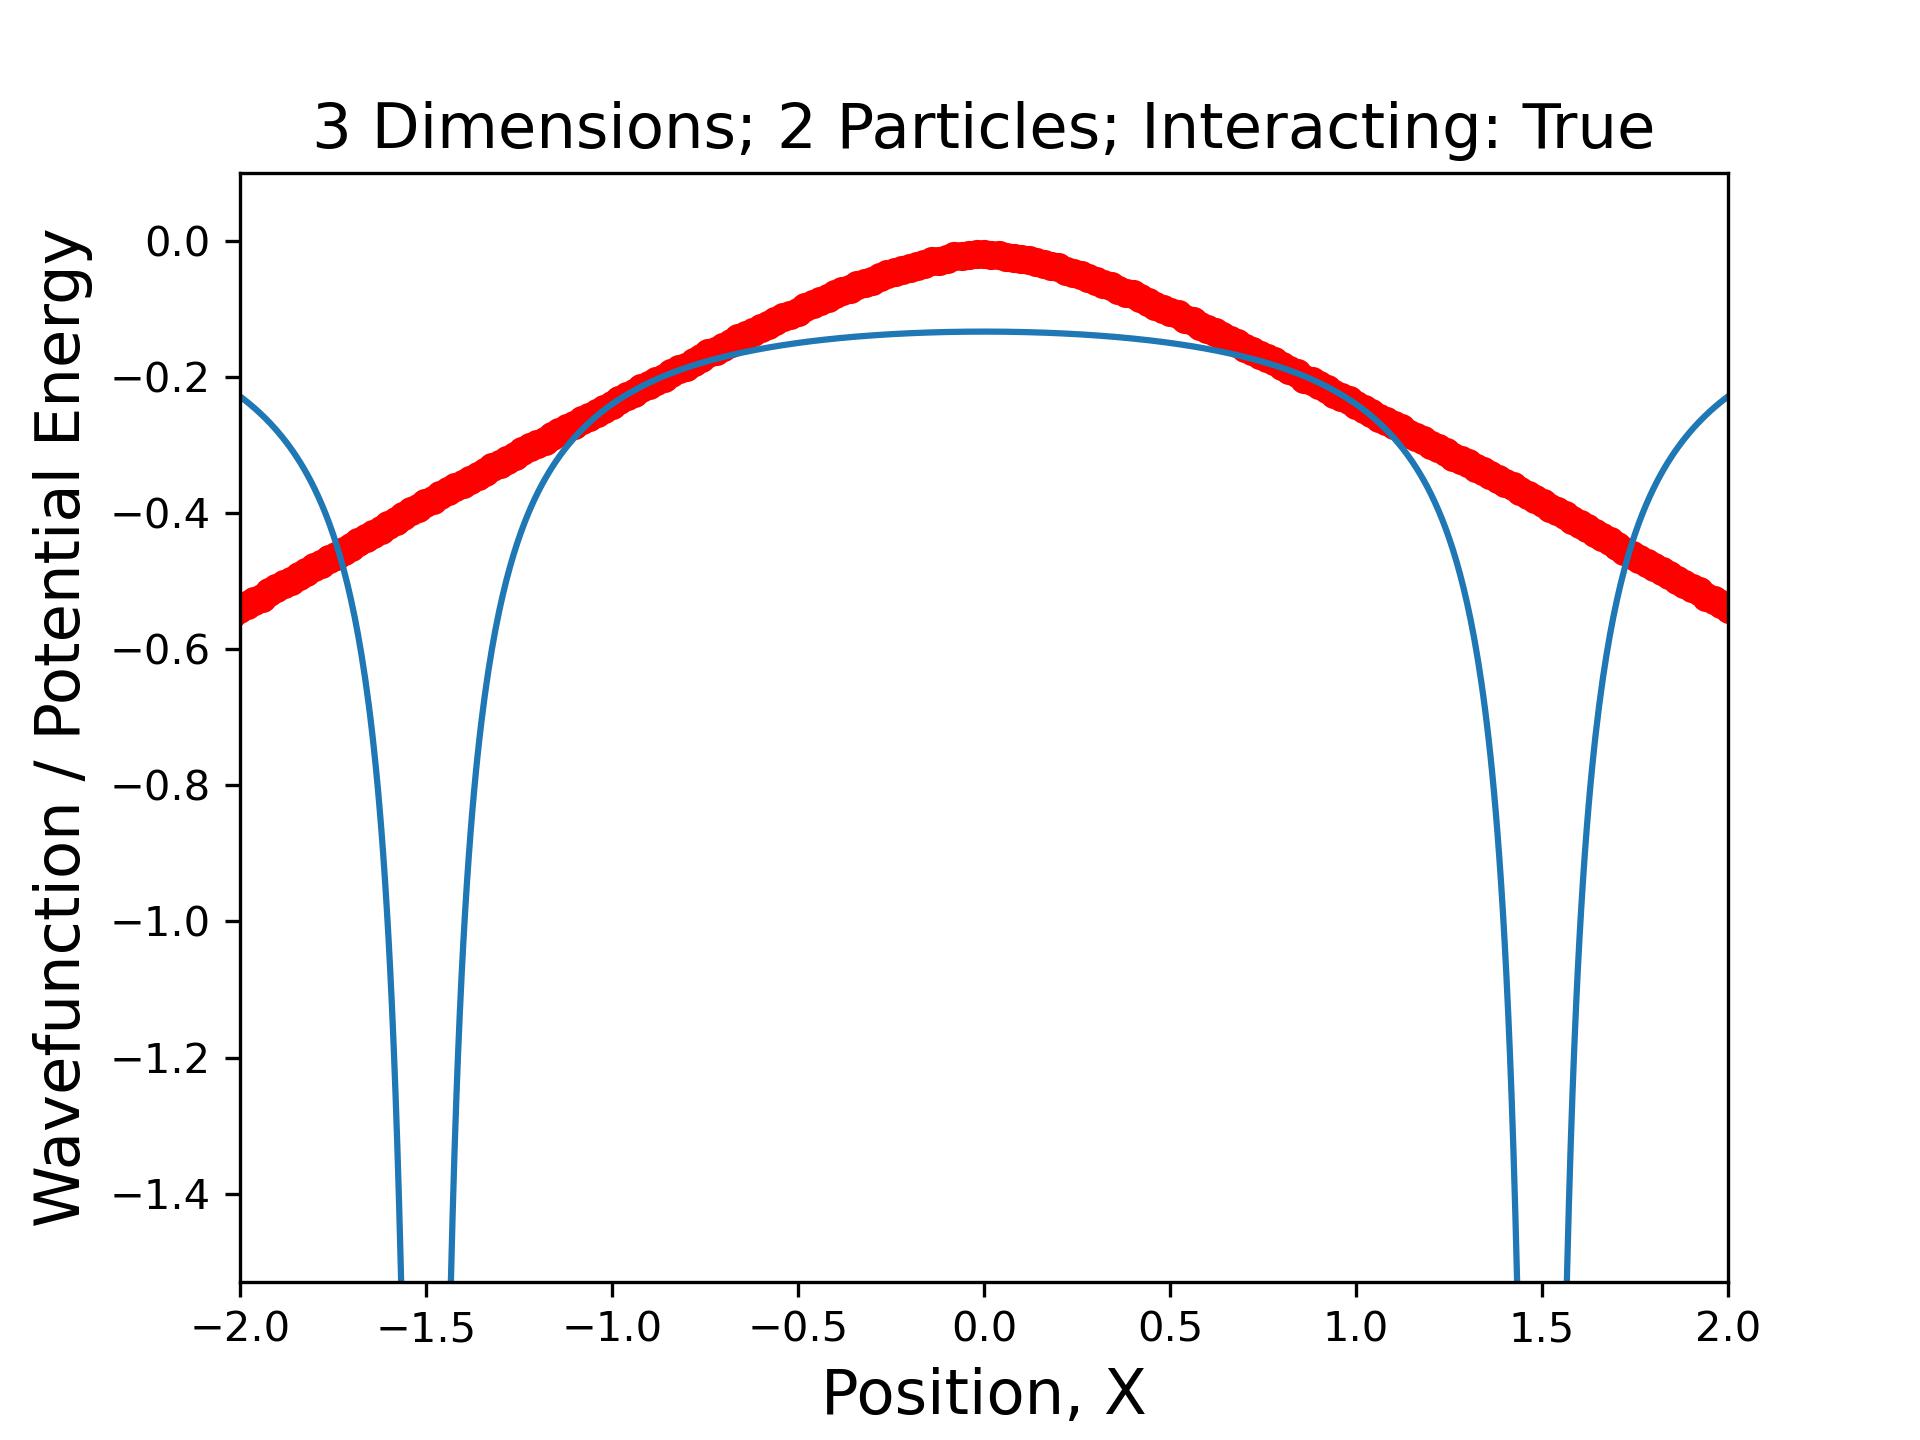 3 Dimensions; 2 Particles; Interacting: True
Wavefunction / Potential Energy
0.0
−0.2
−0.4
−0.6
−0.8
−1.0
−1.2
−1.4
−2.0 −1.5 −1.0 −0.5 0.0 0.5 1.0 1.5 2.0
Position, X